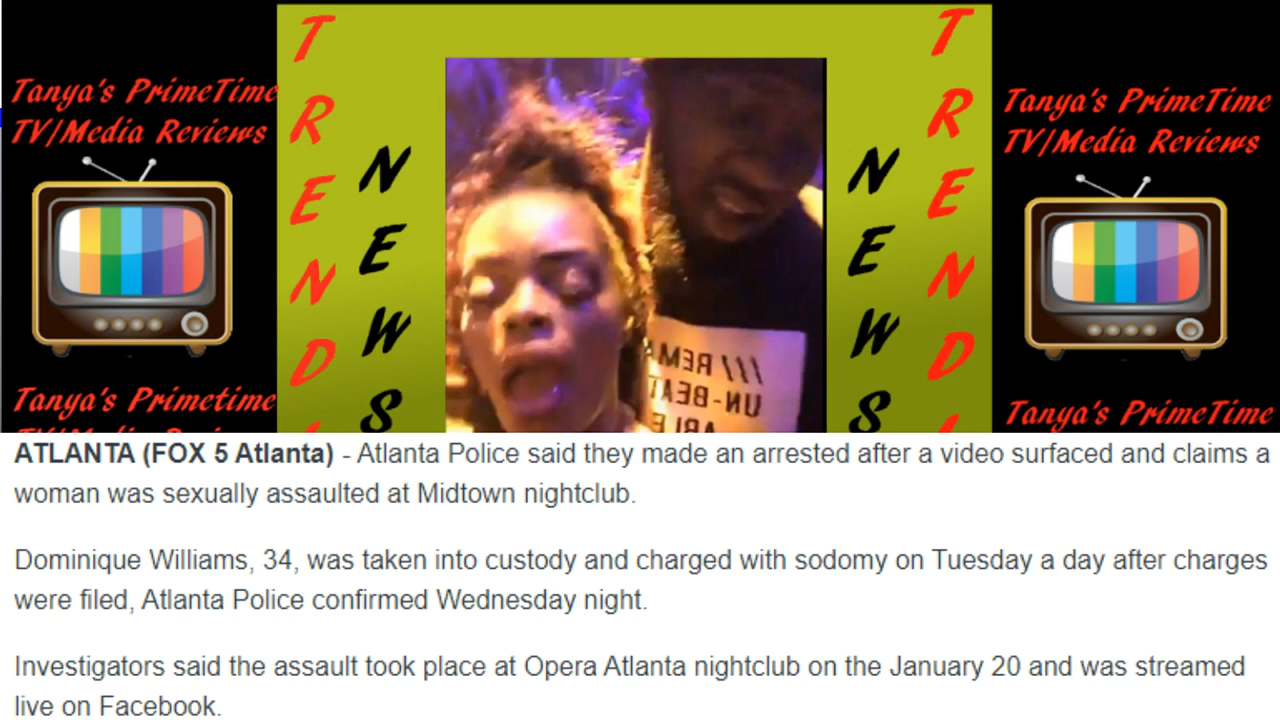 Tanya's PrimeTime
TV/Media Reviews
Tanya's Primetime
T
R
E
N
D
N
E
W
S
/// REMA
UN-BEAT
ABLE
N
E
W
S
T
R
E
N
D
Tanya's PrimeTime
TV/Media Reviews
Tanya's PrimeTime
ATLANTA (FOX 5 Atlanta) - Atlanta Police said they made an arrested after a video surfaced and claims a
woman was sexually assaulted at Midtown nightclub.
Dominique Williams, 34, was taken into custody and charged with sodomy on Tuesday a day after charges
were filed, Atlanta Police confirmed Wednesday night.
Investigators said the assault took place at Opera Atlanta nightclub on the January 20 and was streamed
live on Facebook.